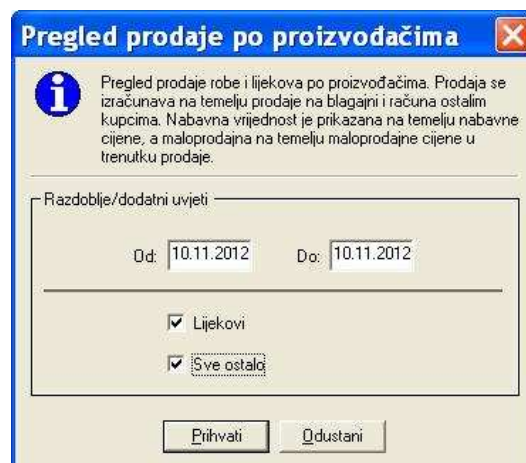 Pregled prodaje po proizvođačima
Pregled prodaje robe i lijekova po proizvođačima. Prodaja se
izračunava na temelju prodaje na blagajni i računa ostalim
kupcima. Nabavna vrijednost je prikazana na temelju nabavne
cijene, a maloprodajna na temelju maloprodajne cijene u
trenutku prodaje.
Razdoblje/dodatni uvjeti
Od: 10.11.2012 Do: 10.11.2012
Lijekovi
Sve ostalo
Prihvati Odustani